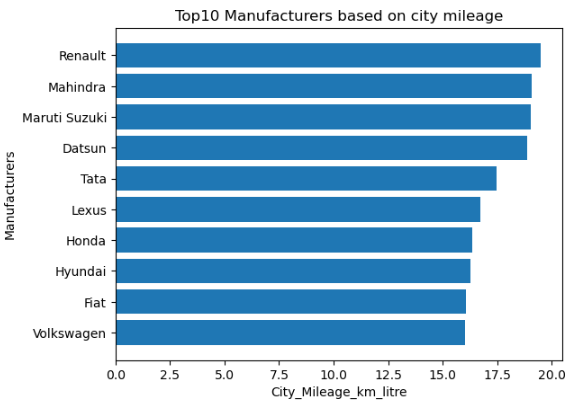 Top10 Manufacturers based on city mileage
Manufacturers
Renault
Mahindra
Maruti Suzuki
Datsun
Tata
Lexus
Honda
Hyundai
Fiat
Volkswagen
0.0 2.5 5.0 7.5 10.0 12.5 15.0 17.5 20.0
City_Mileage_km_litre